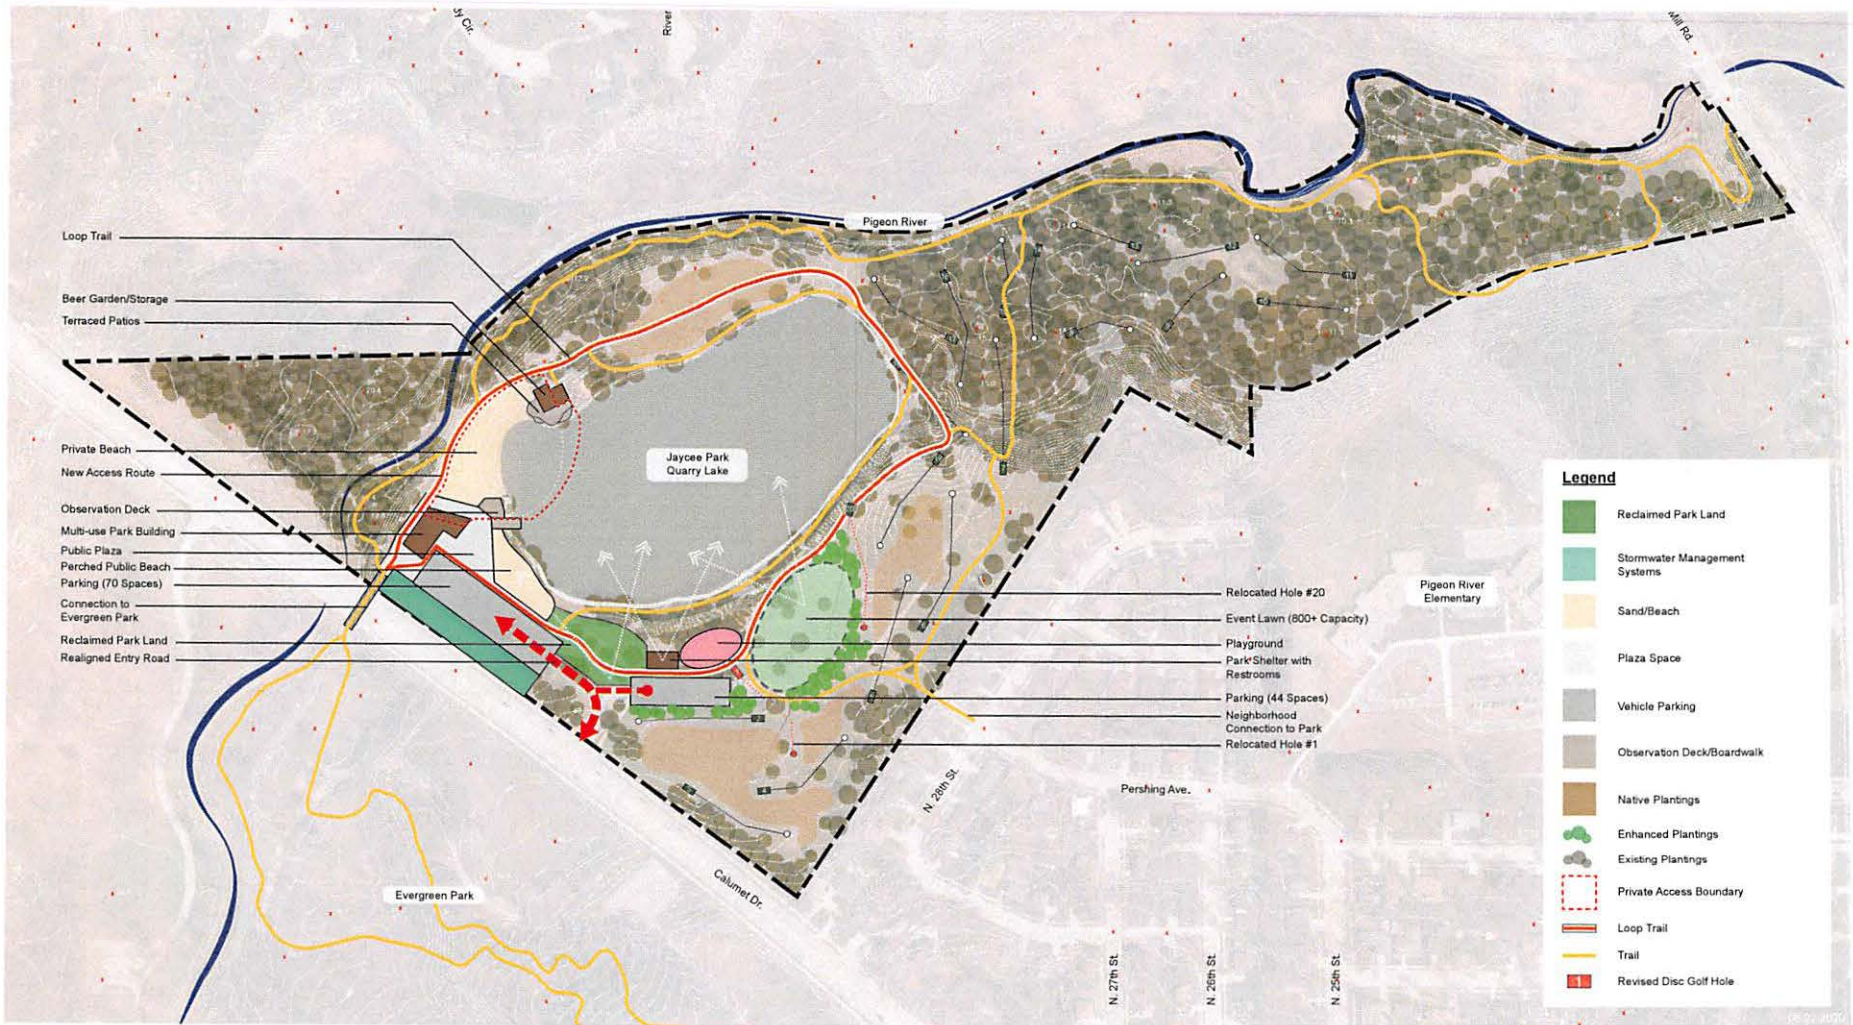 River
Mill Rd.
Pigeon River
Loop Trail
Beer Garden/Storage
Terraced Patios
Private Beach
New Access Route
Observation Deck
Multi-use Park Building
Public Plaza
Perched Public Beach
Parking (70 Spaces)
Connection to
Evergreen Park
Reclaimed Park Land
Realigned Entry Road
Jaycee Park
Quarry Lake
Relocated Hole #20
Event Lawn (800+ Capacity)
Playground
Park Shelter with
Restrooms
Parking (44 Spaces)
Neighborhood
Connection to Park
Relocated Hole #1
Pigeon River
Elementary
Pershing Ave.
N. 28th St.
Calumet Dr.
Evergreen Park
N. 27th St.
N. 26th St.
N. 25th St.
Legend
Reclaimed Park Land
Stormwater Management
Systems
Sand/Beach
Plaza Space
Vehicle Parking
Observation Deck/Boardwalk
Native Plantings
Enhanced Plantings
Existing Plantings
Private Access Boundary
Loop Trail
Trail
1
Revised Disc Golf Hole